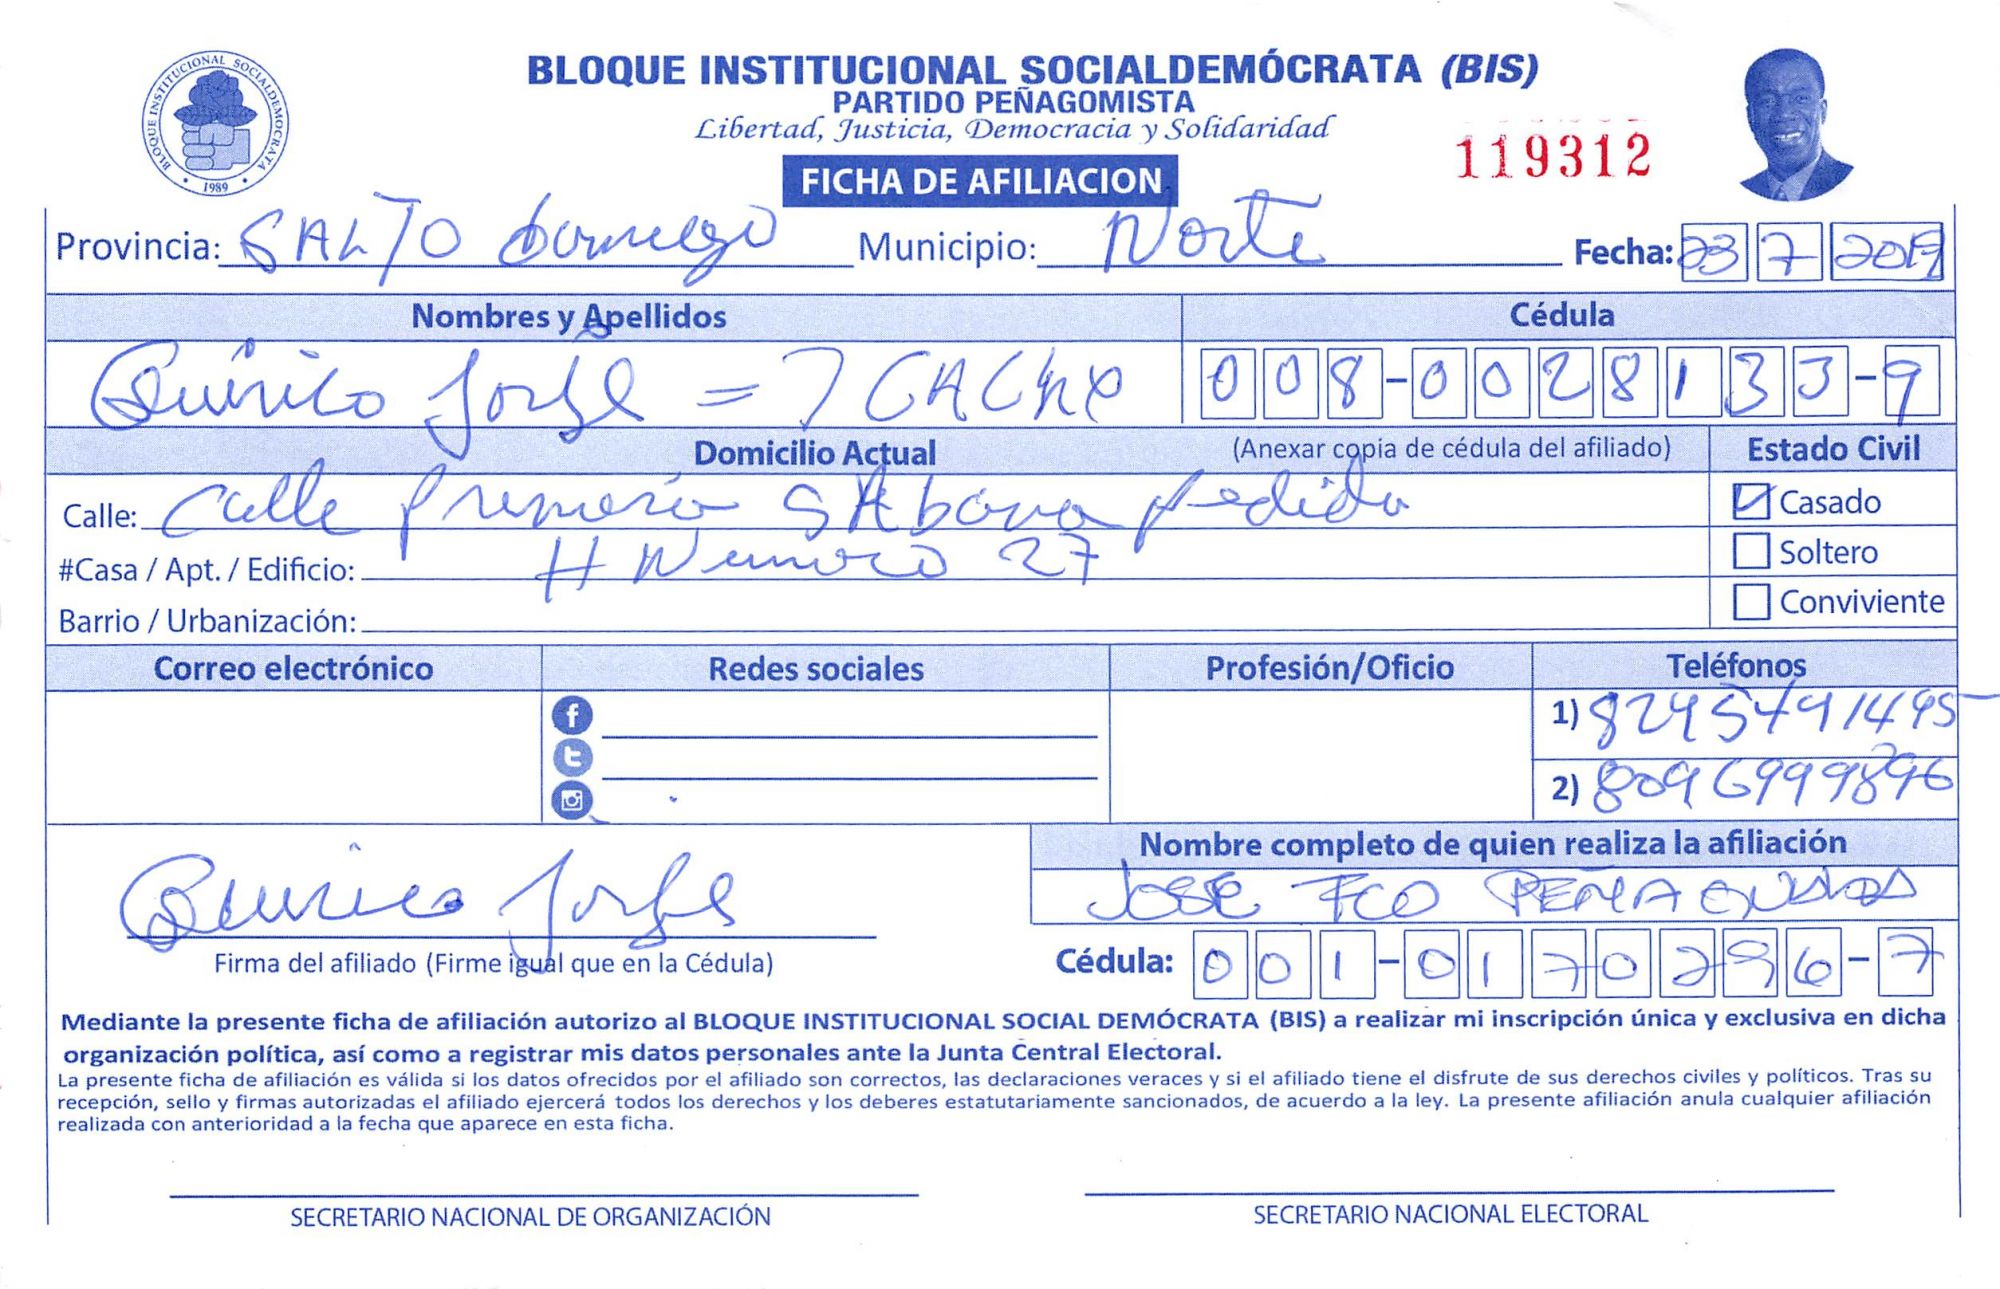 BLOQUE INSTITUCIONAL SOCIALDEMÓCRATA (BIS)
BLOQUE INSTITUCIONAL SOCIALDEMOCRATA
• 1989 •
PARTIDO PEÑAGOMISTA
Libertad, Justicia, Democracia y Solidaridad
119312
FICHA DE AFILIACION
Provincia: SALTO Domingo Municipio: Norte Fecha: 23 7 2019
Nombres y Apellidos Cédula
Quirico Jorge = 008-0028133-9
Domicilio Actual (Anexar copia de cédula del afiliado) Estado Civil
Calle: Calle primera SAbana pedida Casado
#Casa / Apt. / Edificio: # Numero 27 Soltero
Barrio / Urbanización: Conviviente
Correo electrónico Redes sociales Profesión/Oficio Teléfonos
1) 8295491495
2) 8096999896
Nombre completo de quien realiza la afiliación
Quirico Jorge JOSE FCO PEÑA
Firma del afiliado (Firme igual que en la Cédula) Cédula: 001-0170296-7
Mediante la presente ficha de afiliación autorizo al BLOQUE INSTITUCIONAL SOCIAL DEMÓCRATA (BIS) a realizar mi inscripción única y exclusiva en dicha
organización política, así como a registrar mis datos personales ante la Junta Central Electoral.
La presente ficha de afiliación es válida si los datos ofrecidos por el afiliado son correctos, las declaraciones veraces y si el afiliado tiene el disfrute de sus derechos civiles y políticos. Tras su
recepción, sello y firmas autorizadas el afiliado ejercerá todos los derechos y los deberes estatutariamente sancionados, de acuerdo a la ley. La presente afiliación anula cualquier afiliación
realizada con anterioridad a la fecha que aparece en esta ficha.
SECRETARIO NACIONAL DE ORGANIZACIÓN SECRETARIO NACIONAL ELECTORAL